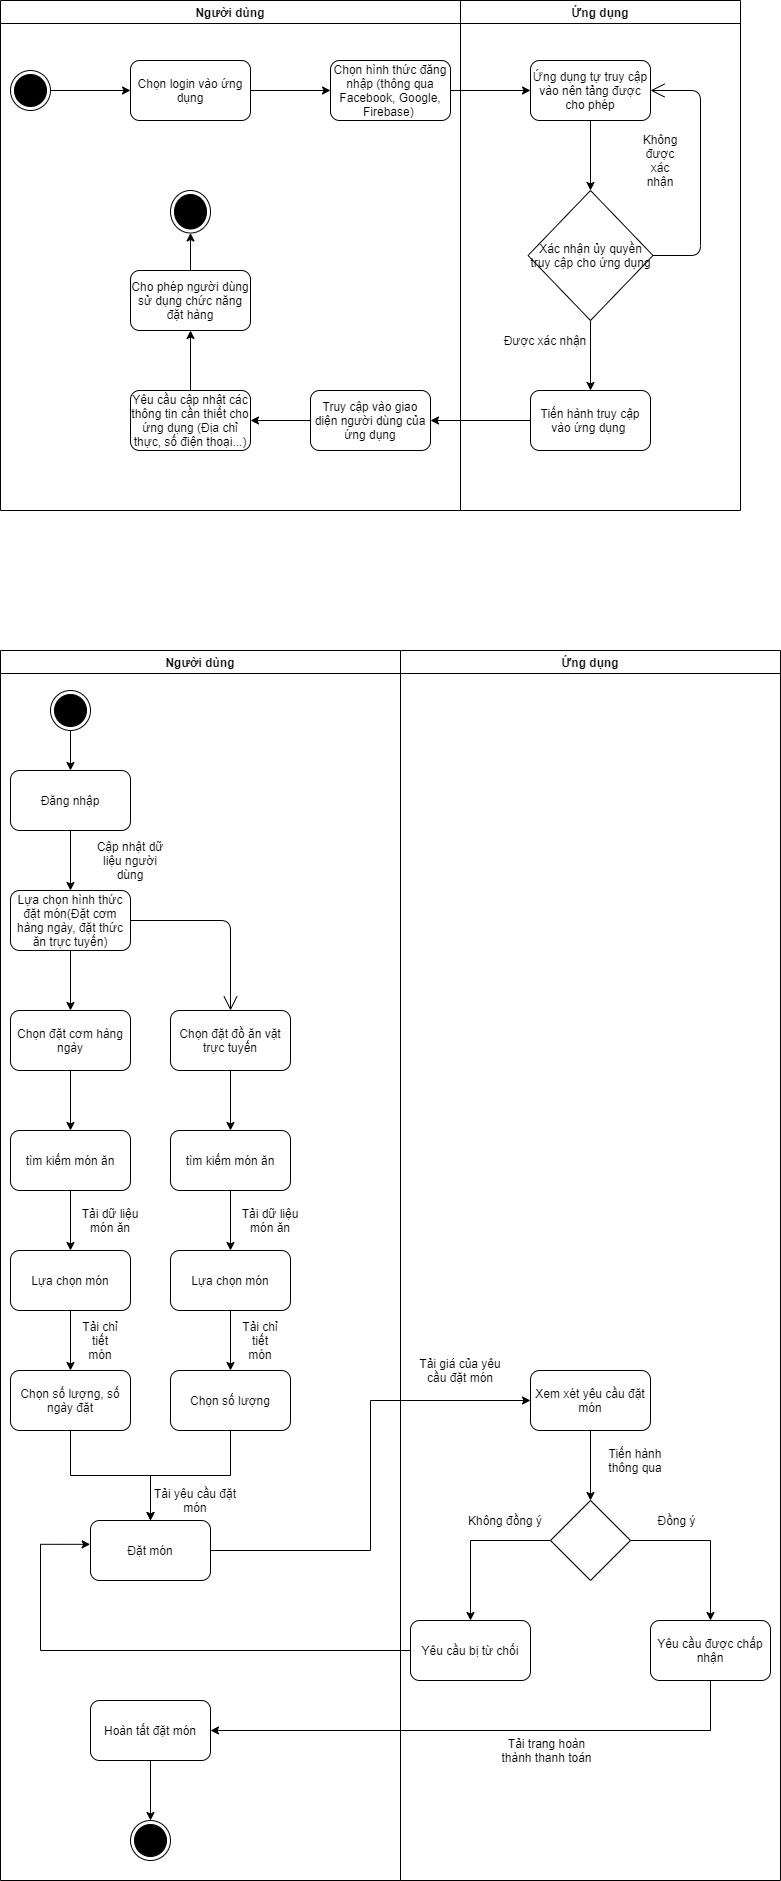 Người dùng
Ứng dụng
Chọn login vào ứng
dụng
Chọn hình thức đăng
nhập (thông qua
Facebook, Google,
Firebase)
Ứng dụng tự truy cập
vào nền tảng được
cho phép
Không
được
xác
nhận
Xác nhận ủy quyền
truy cập cho ứng dụng
Được xác nhận
Tiến hành truy cập
vào ứng dụng
Truy cập vào giao
diện người dùng của
ứng dụng
Yêu cầu cập nhật các
thông tin cần thiết cho
ứng dụng (Địa chỉ
thực, số điện thoại...)
Cho phép người dùng
sử dụng chức năng
đặt hàng
Người dùng
Ứng dụng
Đăng nhập
Cập nhật dữ
liệu người
dùng
Lựa chọn hình thức
đặt món(Đặt cơm
hàng ngày, đặt thức
ăn trực tuyến)
Chọn đặt cơm hàng
ngày
Chọn đặt đồ ăn vặt
trực tuyến
tìm kiếm món ăn
tìm kiếm món ăn
Tải dữ liệu
món ăn
Tải dữ liệu
món ăn
Lựa chọn món
Lựa chọn món
Tải chi
tiết
món
Tải chi
tiết
món
Chọn số lượng, số
ngày đặt
Chọn số lượng
Tải yêu cầu đặt
món
Đặt món
Tải giá của yêu
cầu đặt món
Xem xét yêu cầu đặt
món
Tiến hành
thông qua
Không đồng ý
Đồng ý
Yêu cầu bị từ chối
Yêu cầu được chấp
nhận
Hoàn tất đặt món
Tải trang hoàn
thành thanh toán